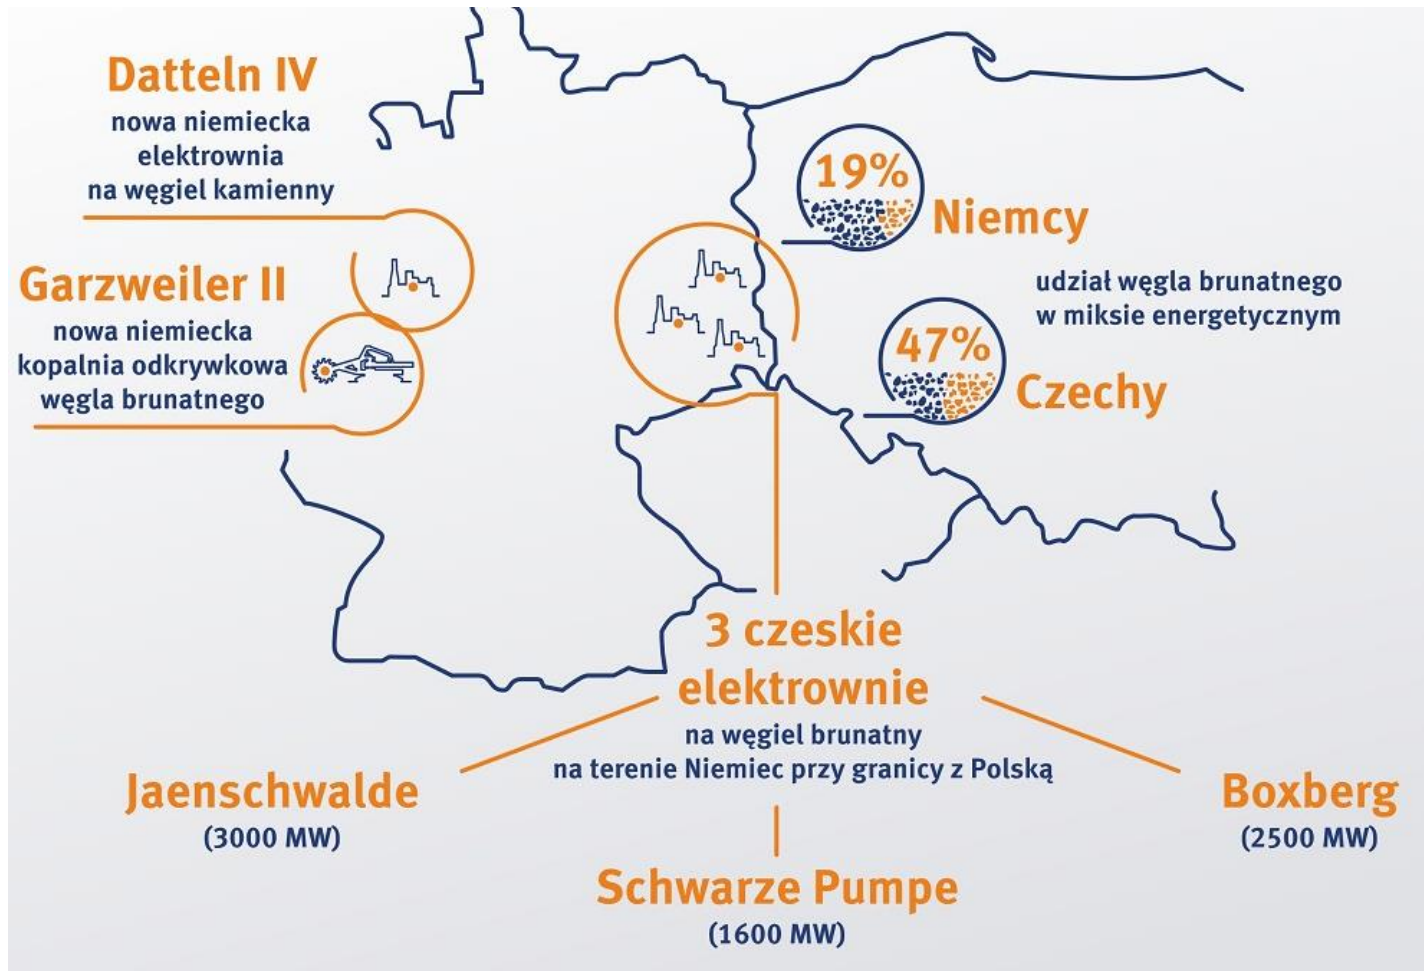 Datteln IV
nowa niemiecka
elektrownia
na węgiel kamienny
Garzweiler II
nowa niemiecka
kopalnia odkrywkowa
węgla brunatnego
19%
Niemcy
udział węgla brunatnego
w miksie energetycznym
47%
Czechy
3 czeskie
elektrownie
na węgiel brunatny
na terenie Niemiec przy granicy z Polską
Jaenschwalde
(3000 MW)
Schwarze Pumpe
(1600 MW)
Boxberg
(2500 MW)